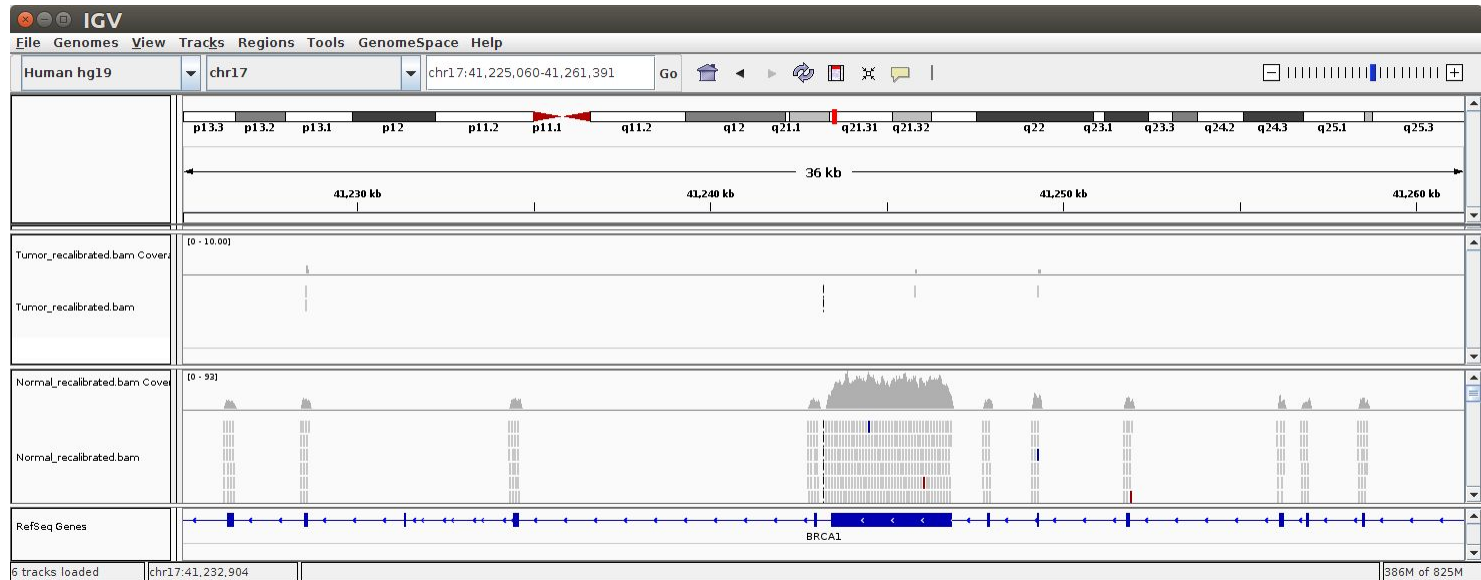 IGV
File Genomes View Tracks Regions Tools GenomeSpace Help
Human hg19 chr17 chr17:41,225,060-41,261,391 Go
p13.3 p13.2 p13.1 p12 p11.2 p11.1 q11.2 q12 q21.1 q21.31 q21.32 q22 q23.1 q23.3 q24.2 q24.3 q25.1 q25.3
36 kb
41,230 kb 41,240 kb 41,250 kb 41,260 kb
[0 - 10.00]
Tumor_recalibrated.bam Covera
Tumor_recalibrated.bam
[0 - 93]
Normal_recalibrated.bam Cover
Normal_recalibrated.bam
RefSeq Genes
BRCA1
6 tracks loaded chr17:41,232,904 386M of 825M